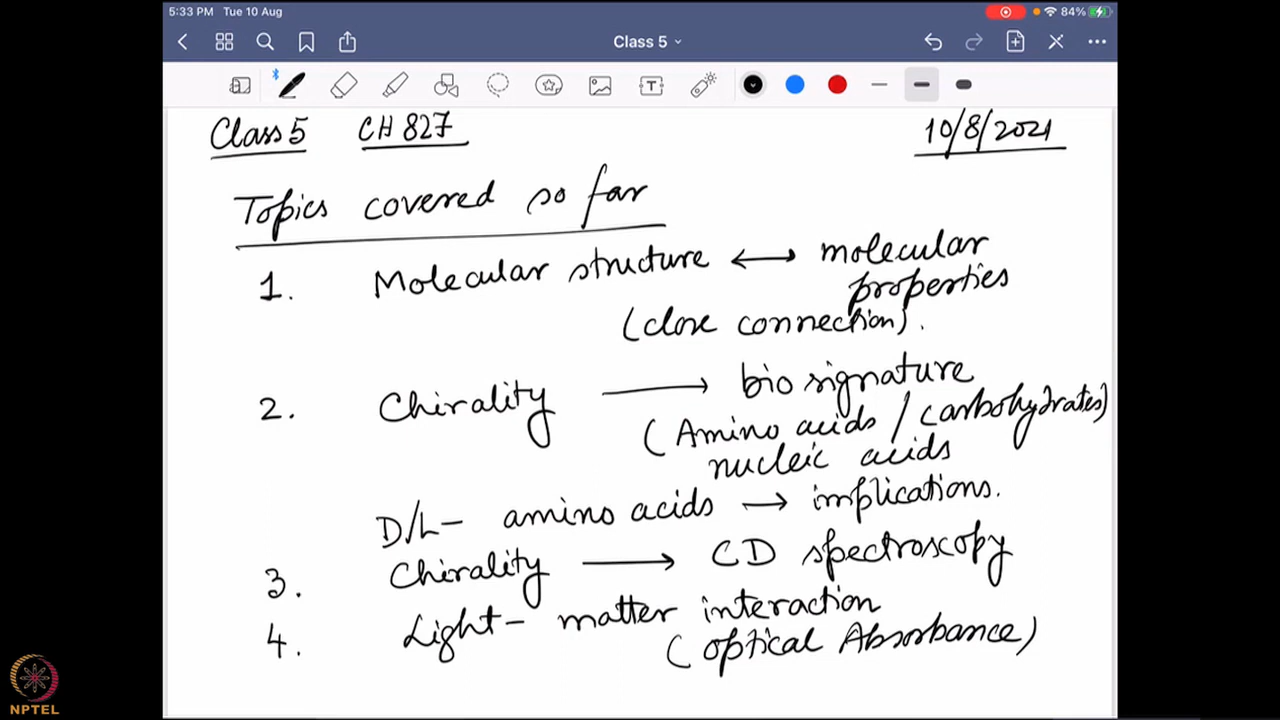 5:33 PM Tue 10 Aug 84%
Class 5
T
Class 5 CH 827 10/8/2021
Topics covered so far
1. Molecular structure ⟷ molecular
properties
(close connection).
2. Chirality ⟶ bio signature
(Amino acids / carbohydrates)
nucleic acids
D/L- amino acids → implications.
3. Chirality ⟶ CD spectroscopy
4. Light- matter interaction
(optical Absorbance)
NPTEL